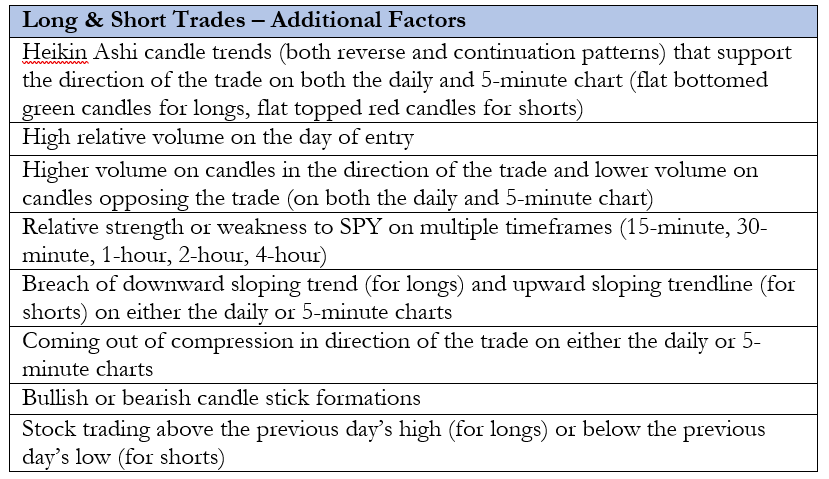 Long & Short Trades – Additional Factors
Heikin Ashi candle trends (both reverse and continuation patterns) that support
the direction of the trade on both the daily and 5-minute chart (flat bottomed
green candles for longs, flat topped red candles for shorts)
High relative volume on the day of entry
Higher volume on candles in the direction of the trade and lower volume on
candles opposing the trade (on both the daily and 5-minute chart)
Relative strength or weakness to SPY on multiple timeframes (15-minute, 30-
minute, 1-hour, 2-hour, 4-hour)
Breach of downward sloping trend (for longs) and upward sloping trendline (for
shorts) on either the daily or 5-minute charts
Coming out of compression in direction of the trade on either the daily or 5-
minute charts
Bullish or bearish candle stick formations
Stock trading above the previous day’s high (for longs) or below the previous
day’s low (for shorts)